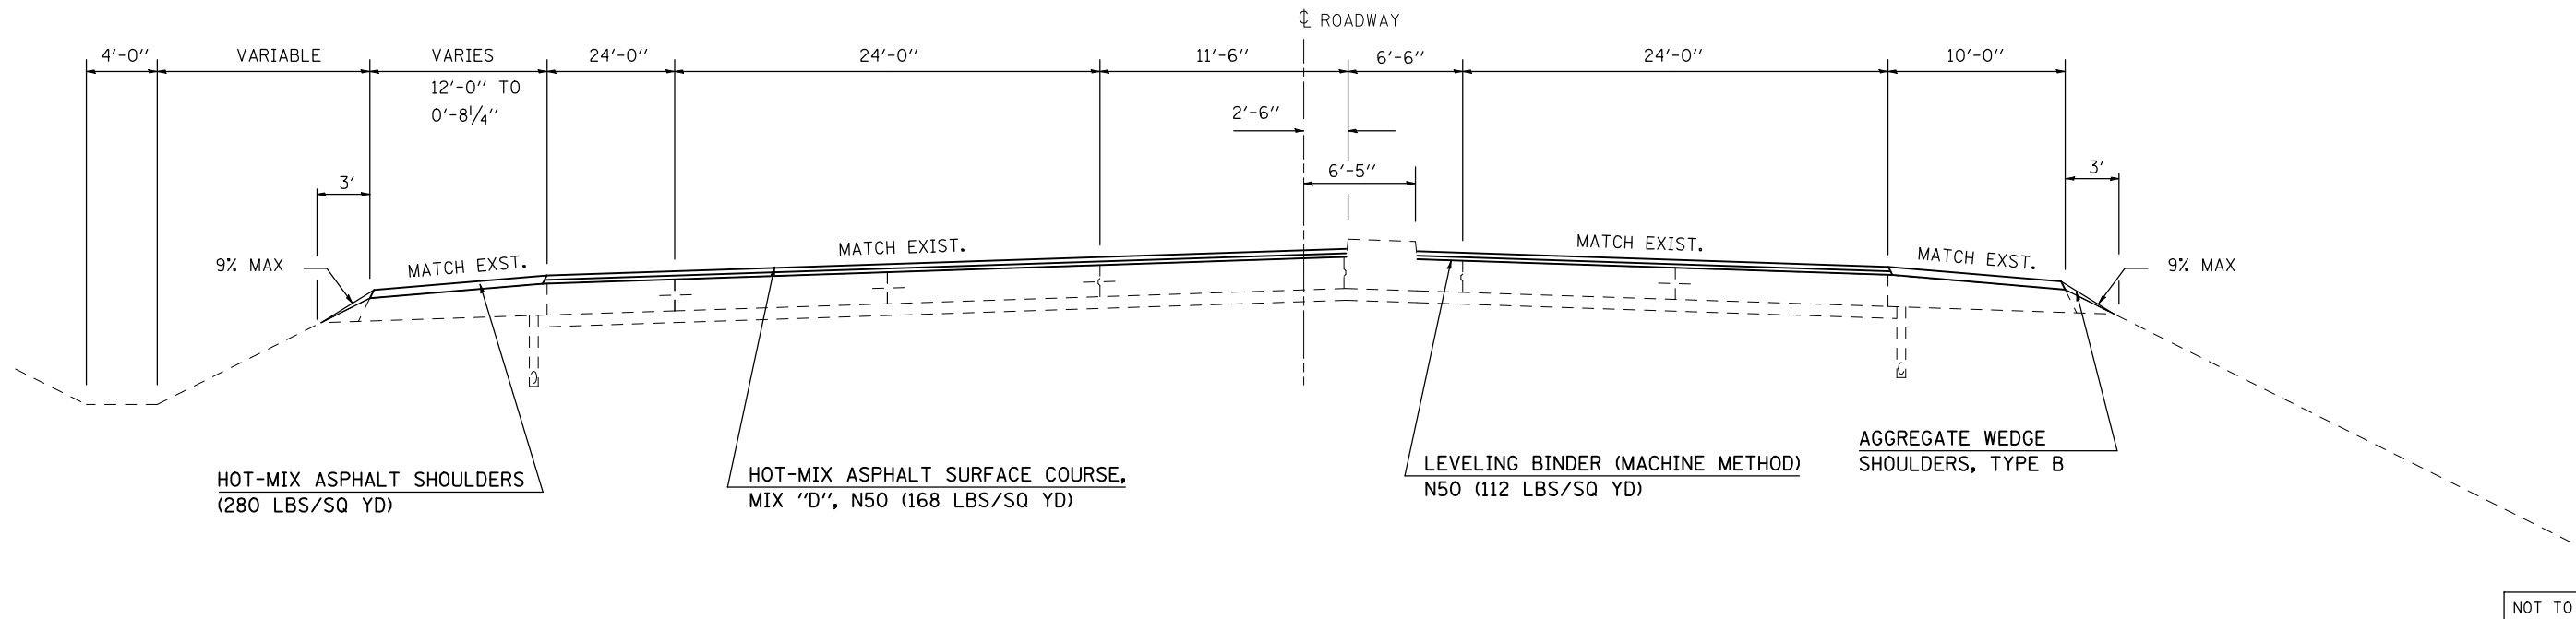 ℄ ROADWAY
4'-0"
VARIABLE
VARIES
24'-0"
24'-0"
11'-6"
6'-6"
24'-0"
10'-0"
12'-0" TO
0'-8¼"
2'-6"
3'
6'-5"
3'
9% MAX
MATCH EXST.
MATCH EXIST.
MATCH EXIST.
MATCH EXST.
9% MAX
HOT-MIX ASPHALT SHOULDERS
(280 LBS/SQ YD)
HOT-MIX ASPHALT SURFACE COURSE,
MIX "D", N50 (168 LBS/SQ YD)
LEVELING BINDER (MACHINE METHOD)
N50 (112 LBS/SQ YD)
AGGREGATE WEDGE
SHOULDERS, TYPE B
NOT TO